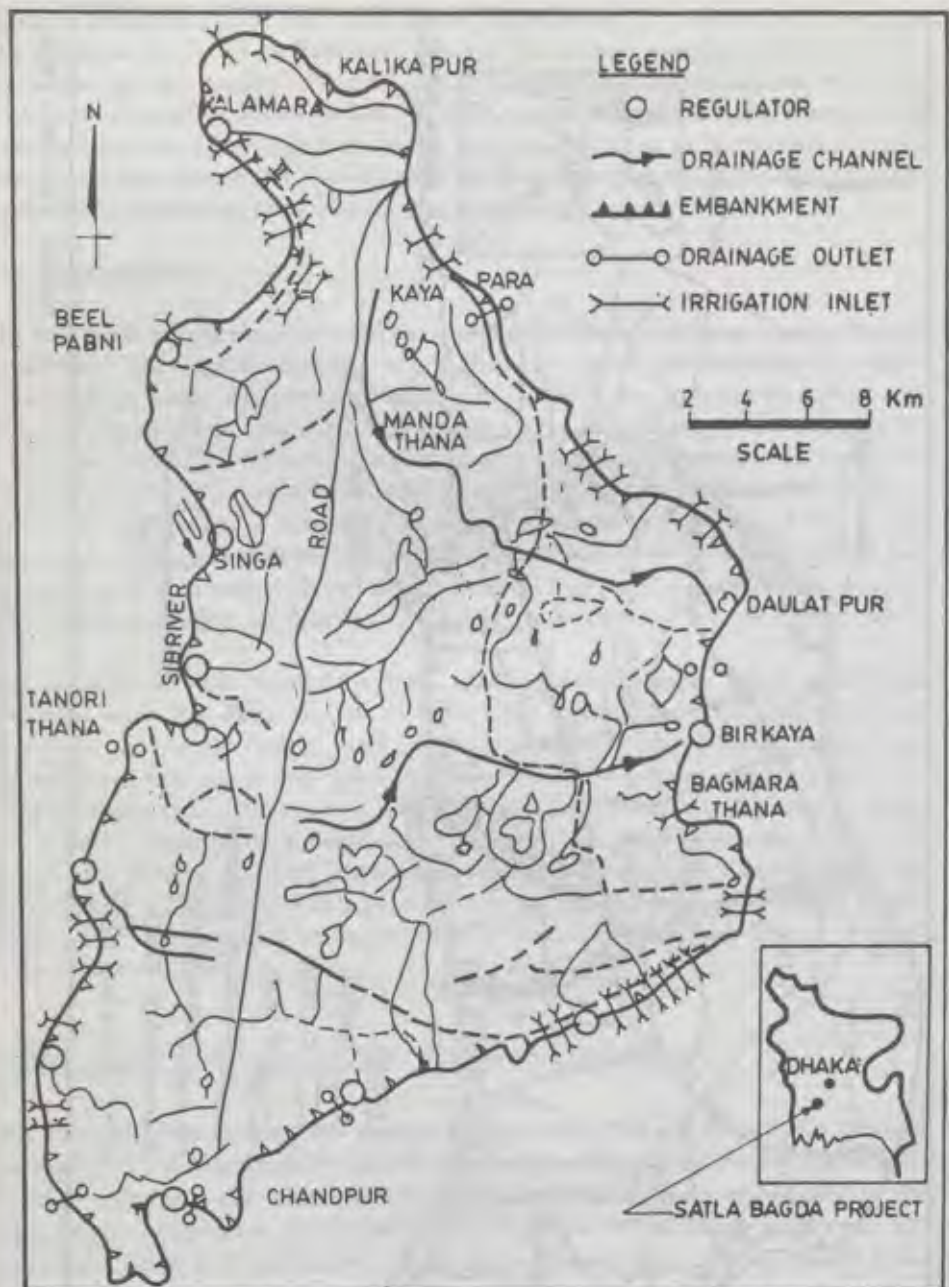 N
KALIKA PUR
KALAMARA
LEGEND
REGULATOR
DRAINAGE CHANNEL
EMBANKMENT
DRAINAGE OUTLET
IRRIGATION INLET
2 4 6 8 Km
SCALE
KAYA
PARA
BEEL
PABNI
MANDA
THANA
ROAD
SINGA
SIB RIVER
DAULAT PUR
TANORI
THANA
BIRKAYA
BAGMARA
THANA
DHAKA
CHANDPUR
SATLA BAGDA PROJECT